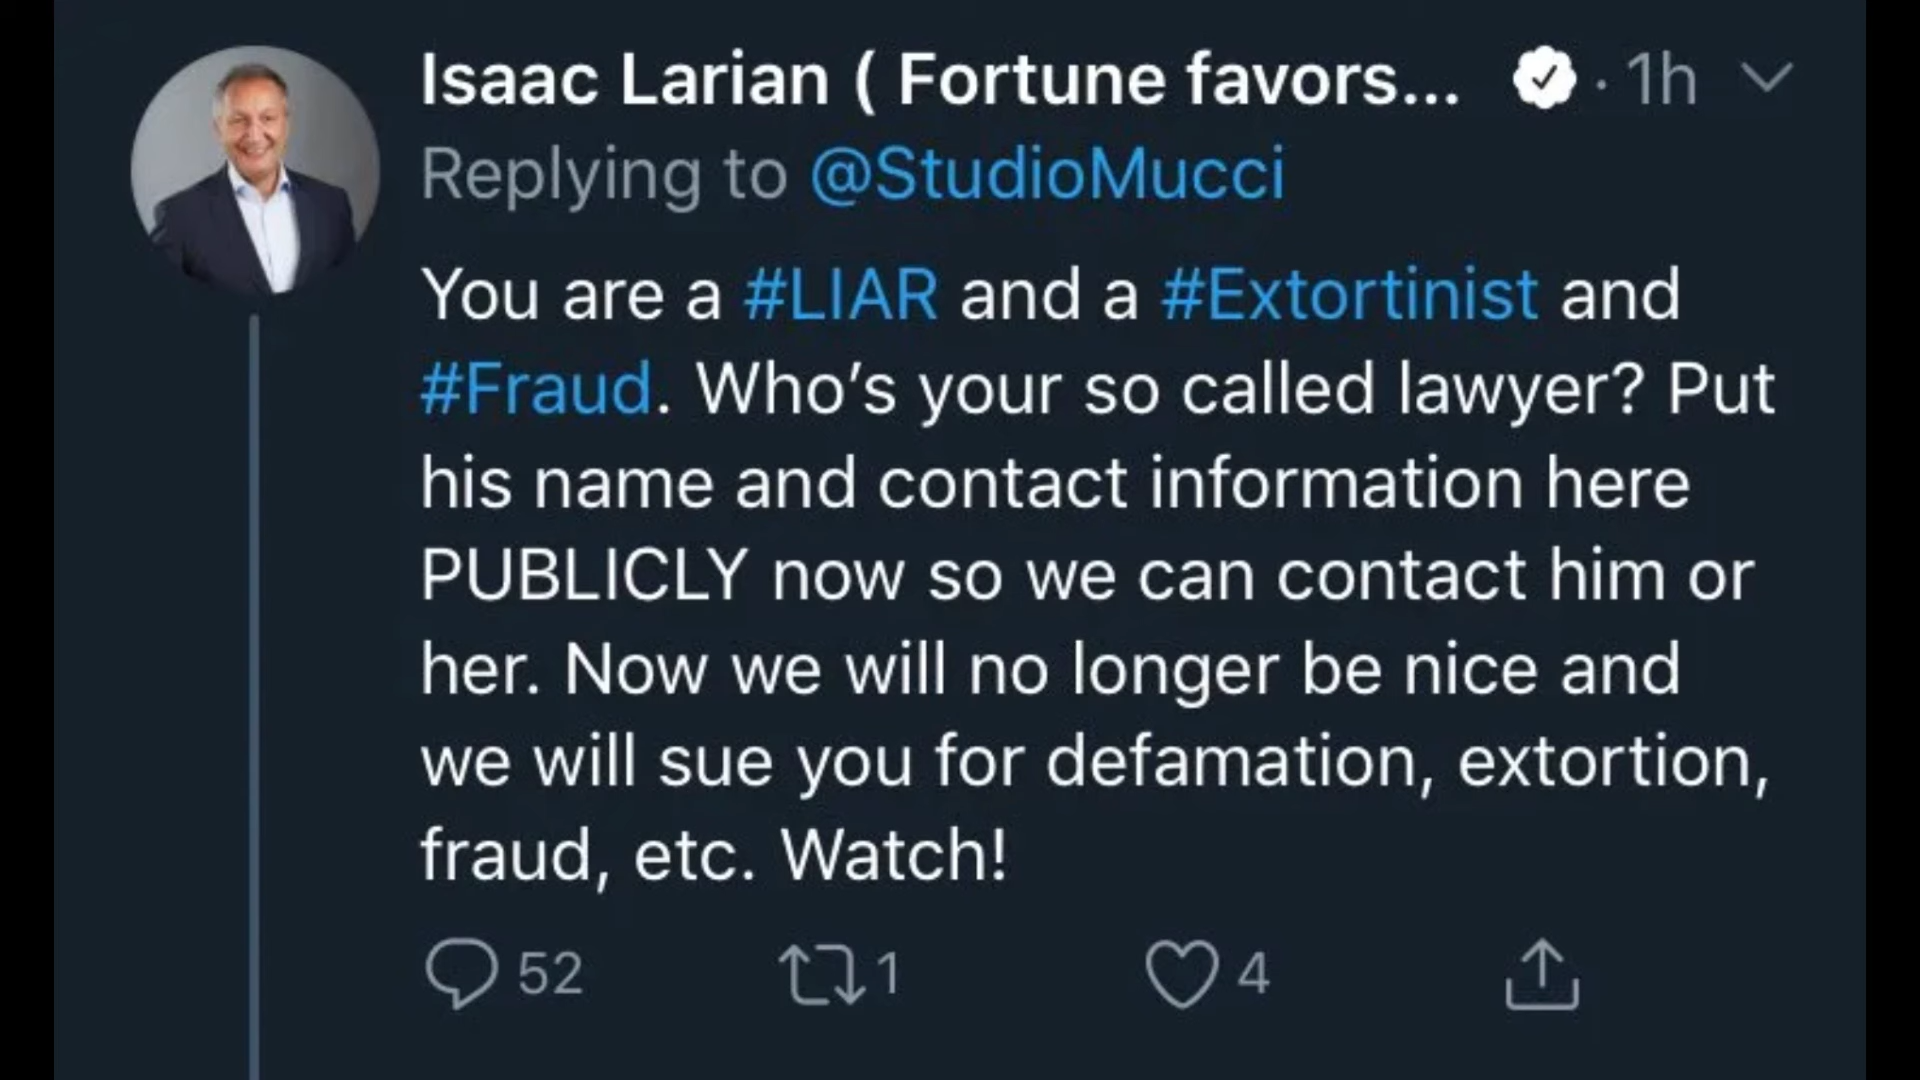 Isaac Larian ( Fortune favors... · 1h
Replying to @StudioMucci
You are a #LIAR and a #Extortinist and
#Fraud. Who’s your so called lawyer? Put
his name and contact information here
PUBLICLY now so we can contact him or
her. Now we will no longer be nice and
we will sue you for defamation, extortion,
fraud, etc. Watch!
52 1 4